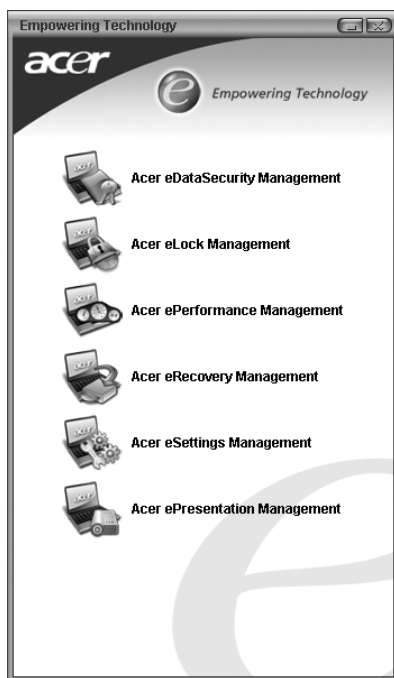 Empowering Technology
acer
e Empowering Technology
Acer eDataSecurity Management
Acer eLock Management
Acer ePerformance Management
Acer eRecovery Management
Acer eSettings Management
Acer ePresentation Management